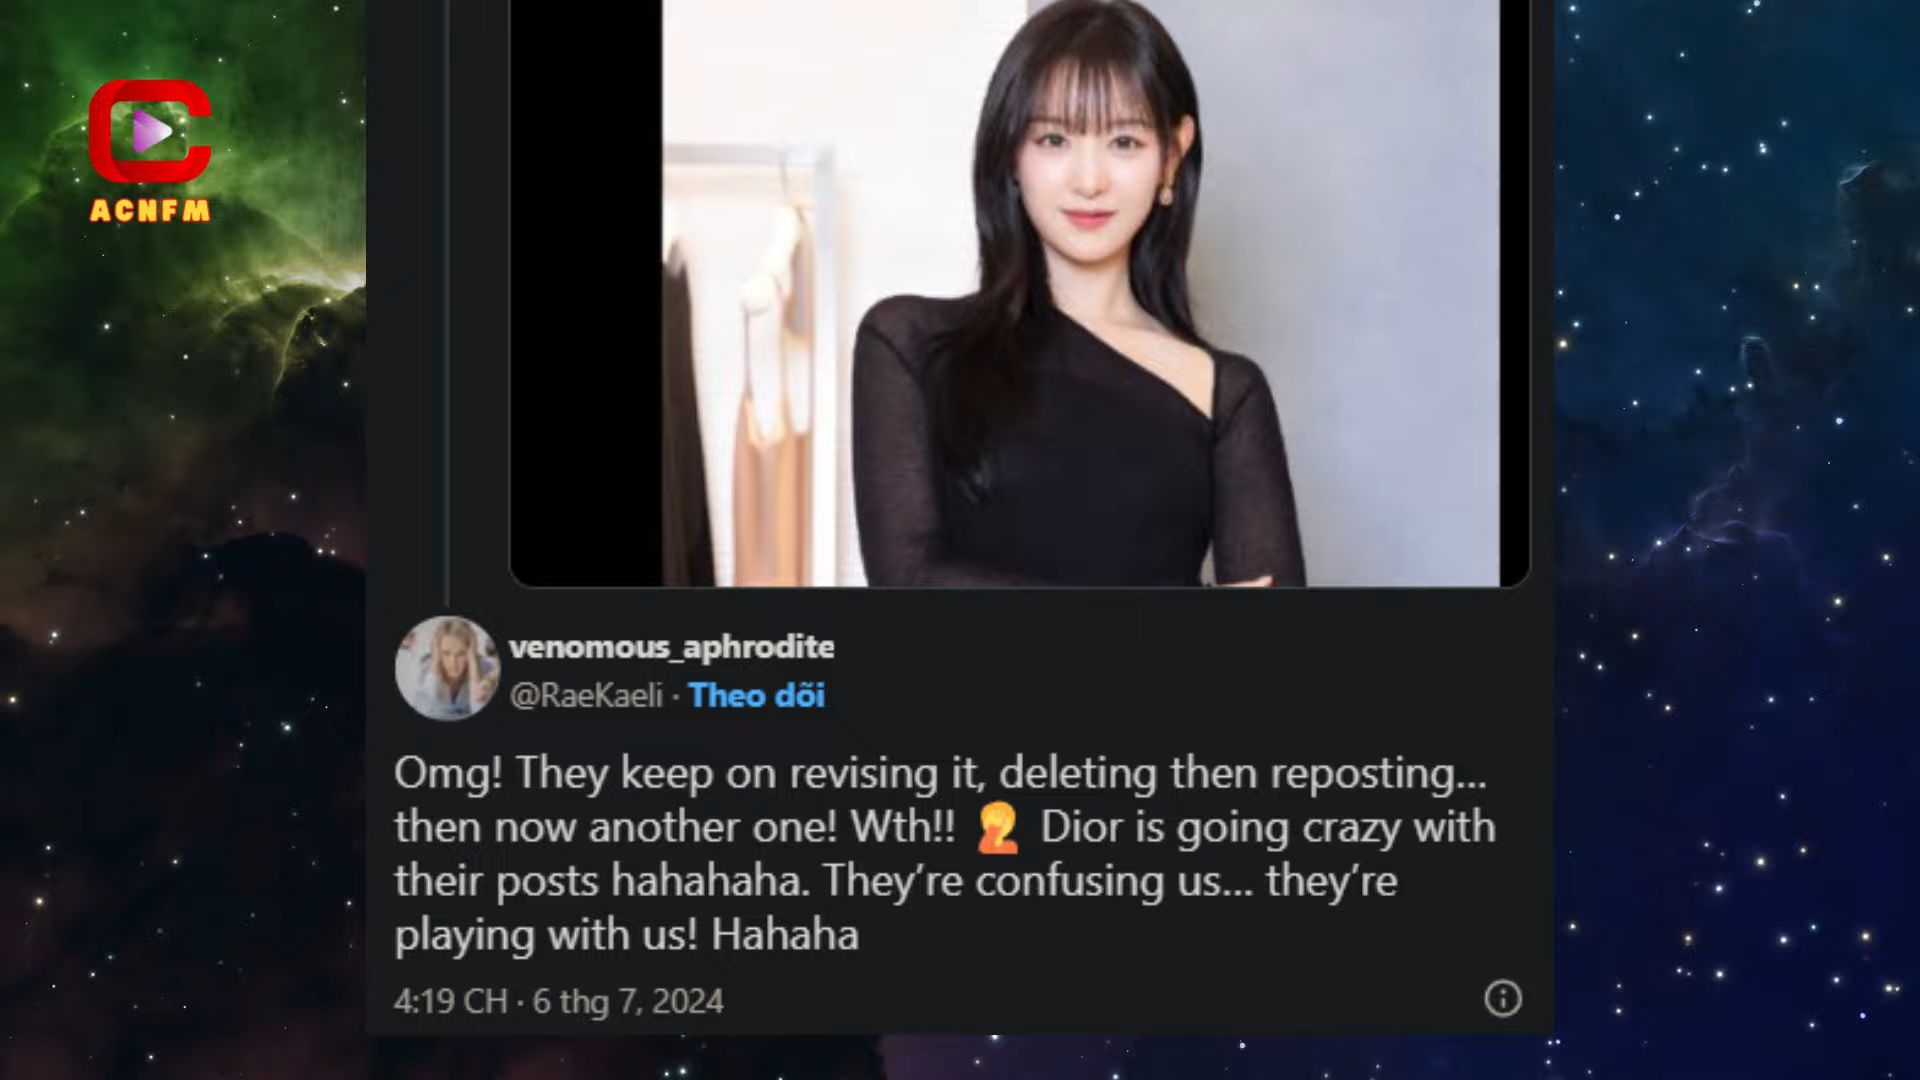 ACNFM
venomous_aphrodite
@RaeKaeli · Theo dõi
Omg! They keep on revising it, deleting then reposting...
then now another one! Wth!! 🤦 Dior is going crazy with
their posts hahahaha. They’re confusing us... they’re
playing with us! Hahaha
4:19 CH · 6 thg 7, 2024